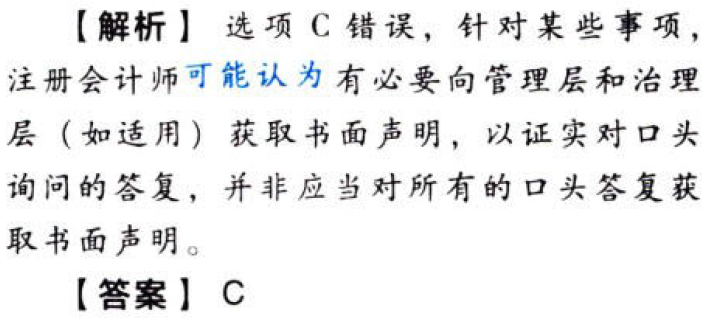 【解析】 选项 C 错误，针对某些事项，
注册会计师可能认为有必要向管理层和治理
层（如适用）获取书面声明，以证实对口头
询问的答复，并非应当对所有的口头答复获
取书面声明。
【答案】 C